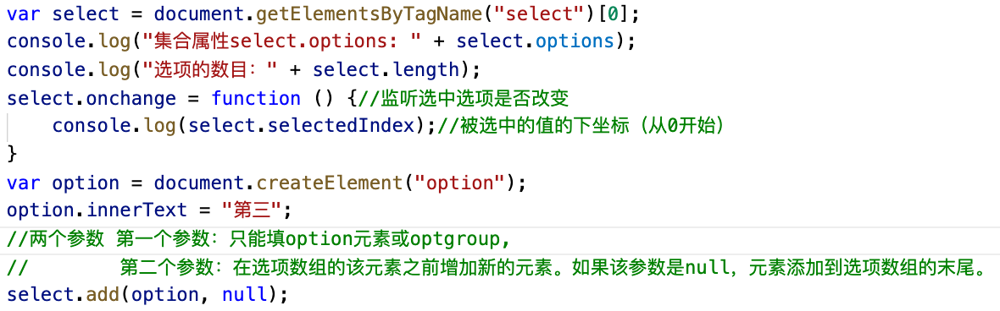 var select = document.getElementsByTagName("select")[0];
console.log("集合属性select.options: " + select.options);
console.log("选项的数目：" + select.length);
select.onchange = function () {//监听选中选项是否改变
    console.log(select.selectedIndex);//被选中的值的下坐标（从0开始）
}
var option = document.createElement("option");
option.innerText = "第三";
//两个参数 第一个参数：只能填option元素或optgroup,
//        第二个参数：在选项数组的该元素之前增加新的元素。如果该参数是null，元素添加到选项数组的末尾。
select.add(option, null);